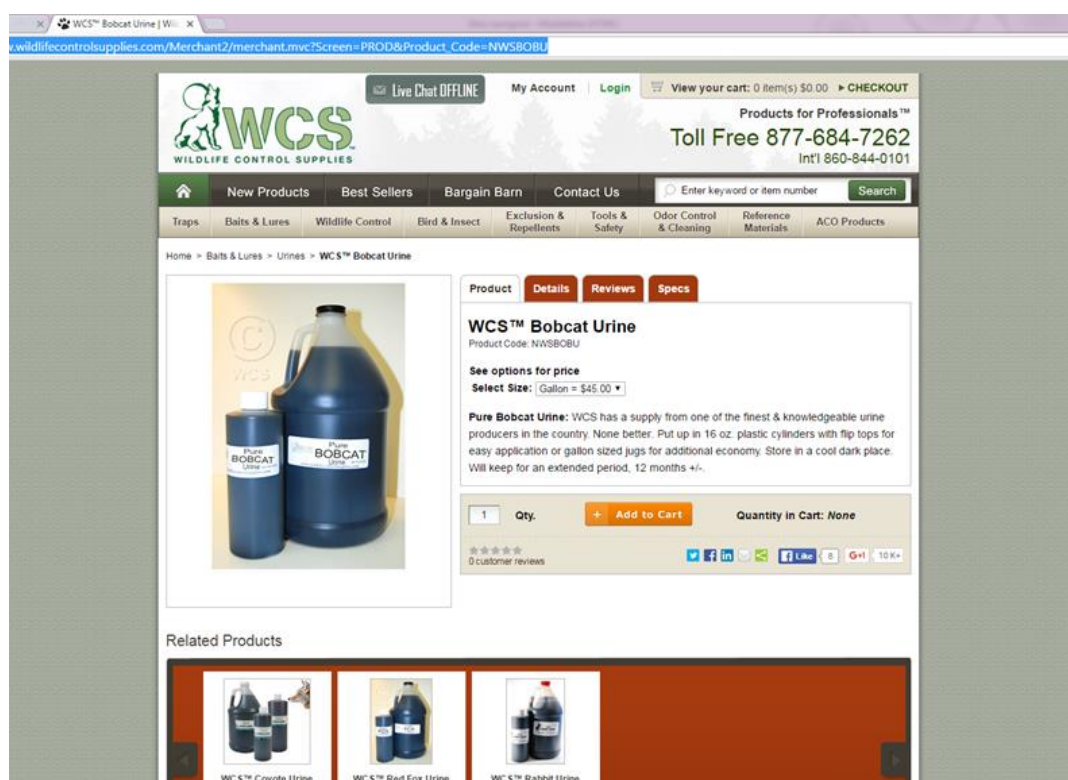 WCS™ Bobcat Urine | Wi
.wildlifecontrolsupplies.com/Merchant2/merchant.mvc?Screen=PROD&Product_Code=NWSBOBU
Live Chat OFFLINE
My Account
Login
View your cart: 0 item(s) $0.00 ▸ CHECKOUT
WCS
WILDLIFE CONTROL SUPPLIES
Products for Professionals™
Toll Free 877-684-7262
Int'l 860-844-0101
New Products
Best Sellers
Bargain Barn
Contact Us
Enter keyword or item number
Search
Traps
Baits & Lures
Wildlife Control
Bird & Insect
Exclusion &
Repellents
Tools &
Safety
Odor Control
& Cleaning
Reference
Materials
ACO Products
Home > Baits & Lures > Urines > WCS™ Bobcat Urine
© WCS
Pure
BOBCAT
Urine
Pure
BOBCAT
Urine
Product
Details
Reviews
Specs
WCS™ Bobcat Urine
Product Code: NWSBOBU
See options for price
Select Size: Gallon = $45.00
Pure Bobcat Urine: WCS has a supply from one of the finest & knowledgeable urine
producers in the country. None better. Put up in 16 oz. plastic cylinders with flip tops for
easy application or gallon sized jugs for additional economy. Store in a cool dark place.
Will keep for an extended period, 12 months +/-.
1 Qty.
+ Add to Cart
Quantity in Cart: None
0 customer reviews
Like 8
G+1 10K+
Related Products
WCS™ Coyote Urine
WCS™ Red Fox Urine
WCS™ Rabbit Urine